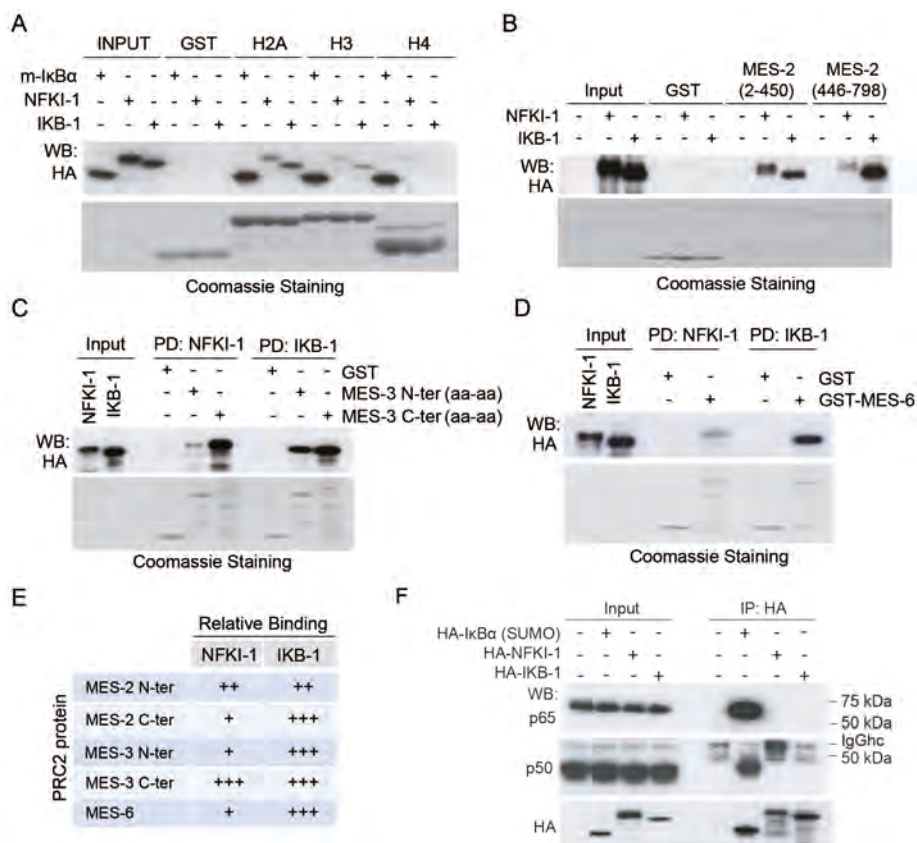 A
INPUT GST H2A H3 H4
m-IκBα + - - + - - + - - + - - + - -
NFKI-1 - + - - + - - + - - + - - + -
IKB-1 - - + - - + - - + - - + - - +
WB:
HA
Coomassie Staining
B
Input GST MES-2 (2-450) MES-2 (446-798)
NFKI-1 - + - - + - - + - - + -
IKB-1 - - + - - + - - + - - +
WB:
HA
Coomassie Staining
C
Input PD: NFKI-1 PD: IKB-1
NFKI-1 IKB-1 + - - + - - GST
- + - - + - MES-3 N-ter (aa-aa)
- - + - - + MES-3 C-ter (aa-aa)
WB:
HA
Coomassie Staining
D
Input PD: NFKI-1 PD: IKB-1
NFKI-1 IKB-1 + - + - GST
- + - + GST-MES-6
WB:
HA
Coomassie Staining
E
Relative Binding
NFKI-1 IKB-1
PRC2 protein
MES-2 N-ter ++ ++
MES-2 C-ter + +++
MES-3 N-ter + +++
MES-3 C-ter +++ +++
MES-6 + +++
F
Input IP: HA
HA-IκBα (SUMO) - + - - - + - -
HA-NFKI-1 - - + - - - + -
HA-IKB-1 - - - + - - - +
WB:
p65
75 kDa
50 kDa
IgGhc
50 kDa
p50
HA